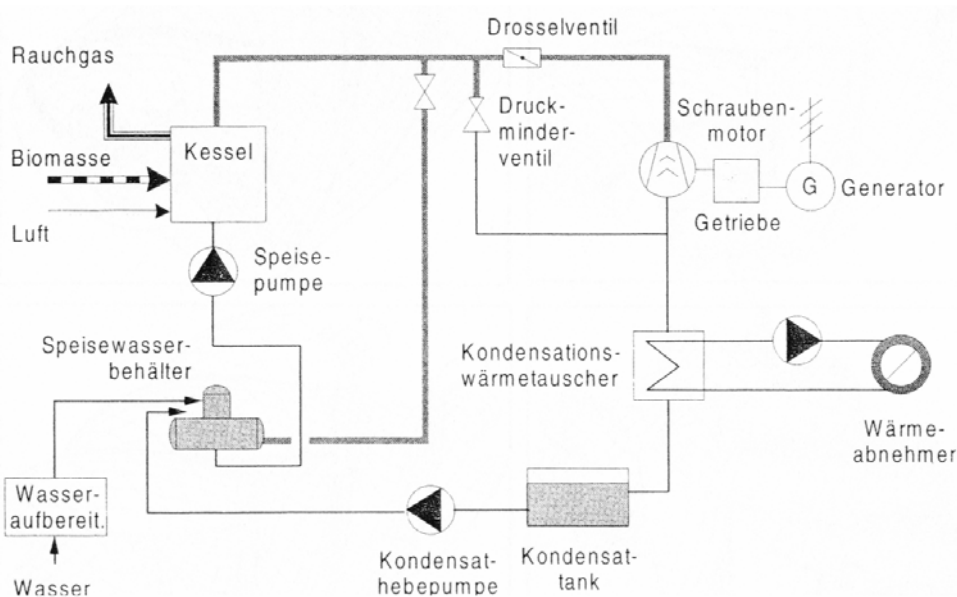 Drosselventil
Rauchgas
Kessel
Druck-
minder-
ventil
Schrauben-
motor
Biomasse
G
Generator
Getriebe
Luft
Speise-
pumpe
Speisewasser-
behälter
Kondensations-
wärmetauscher
Wärme-
abnehmer
Wasser-
aufbereit.
Kondensat-
hebepumpe
Kondensat-
tank
Wasser